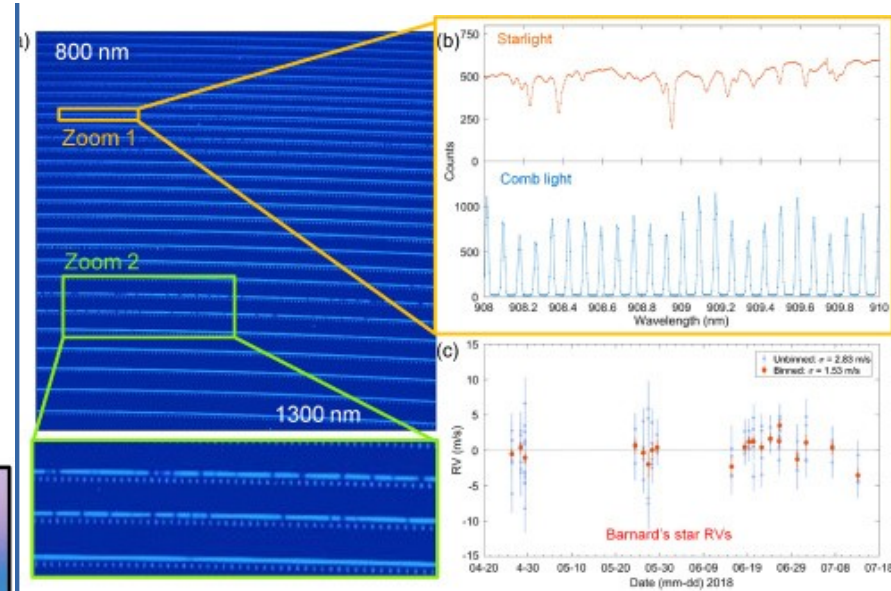 a)
800 nm
Zoom 1
Zoom 2
1300 nm
(b)
Starlight
750
500
250
0
Counts
Comb light
1000
500
0
908 908.2 908.4 908.6 908.8 909 909.2 909.4 909.6 909.8 910
Wavelength (nm)
(c)
15
10
5
0
-5
-10
-15
RV (m/s)
Unbinned: σ = 2.83 m/s
Binned: σ = 1.53 m/s
Barnard's star RVs
04-20 04-30 05-10 05-20 05-30 06-09 06-19 06-29 07-08 07-18
Date (mm-dd) 2018